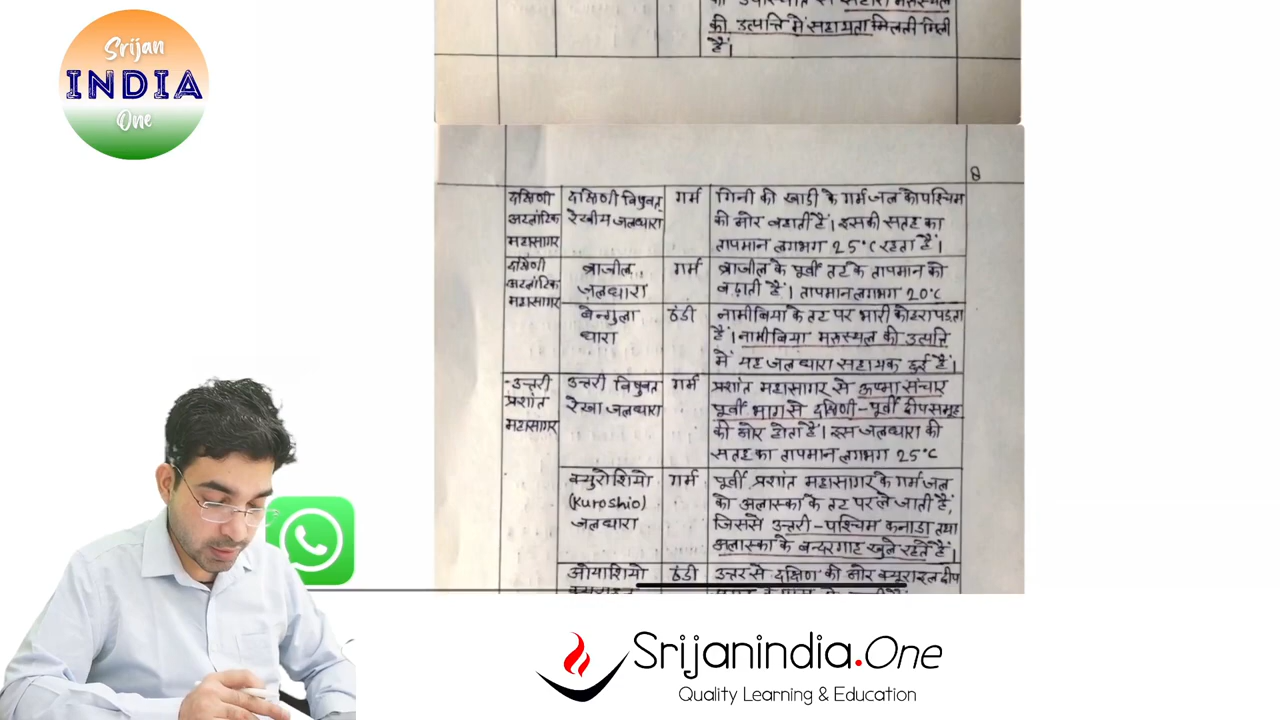 Srijan
INDIA
One
की उत्पत्ति में सहायता मिलती मिली
हैं।
8
दक्षिणी
अटलांटिक
महासागर
दक्षिणी विषुवत्
रेखीय जलधारा
गर्म
गिनी की खाडी के गर्म जल को पश्चिम
की ओर बहाती हैं। इसकी सतह का
तापमान लगभग 25°C रहता हैं।
दक्षिणी
अटलांटिक
महासागर
ब्राजील
जलधारा
गर्म
ब्राजील के पूर्वी तट के तापमान को
बढ़ाती हैं। तापमान लगभग 20°C
बेन्गुला
धारा
ठंडी
नामीबिया के तट पर भारी कोहरा पडता
हैं। नामीबिया मरुस्थल की उत्पत्ति
में यह जलधारा सहायक हुई हैं।
उत्तरी
प्रशांत
महासागर
उत्तरी विषुवत
रेखा जलधारा
गर्म
प्रशांत महासागर से ऊष्मा संचार
पूर्वी भाग से दक्षिणी-पूर्वी दीपसमूह
की ओर होता हैं। इस जलधारा की
सतह का तापमान लगभग 25°C
क्युरोशियो
(Kuroshio)
जलधारा
गर्म
पूर्वी प्रशांत महासागर के गर्म जल
को अलास्का के तट पर ले जाती हैं,
जिससे उत्तरी-पश्चिम कनाडा तथा
अलास्का के बन्दरगाह खुले रहते हैं।
ओयाशियो
ठंडी
उत्तर से दक्षिण की ओर क्यूराइल दीप
Srijanindia.One
Quality Learning & Education